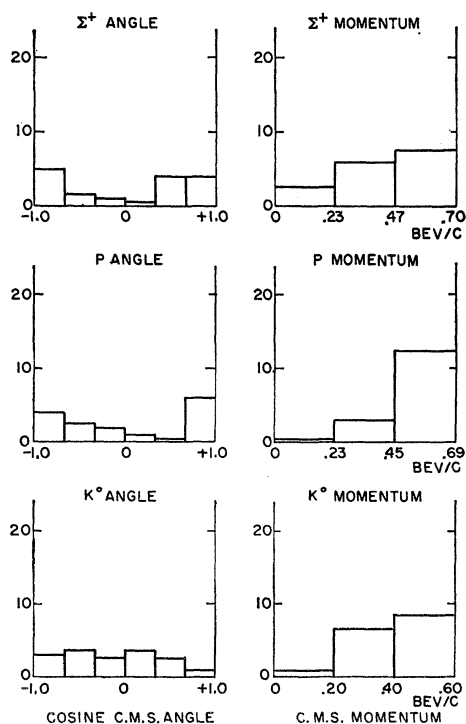 Σ⁺ ANGLE
20
10
0
-1.0 0 +1.0
Σ⁺ MOMENTUM
20
10
0
0 .23 .47 .70
BEV/C
P ANGLE
20
10
0
-1.0 0 +1.0
P MOMENTUM
20
10
0
0 .23 .45 .69
BEV/C
K° ANGLE
20
10
0
-1.0 0 +1.0
COSINE C.M.S. ANGLE
K° MOMENTUM
20
10
0
0 .20 .40 .60
BEV/C
C.M.S. MOMENTUM